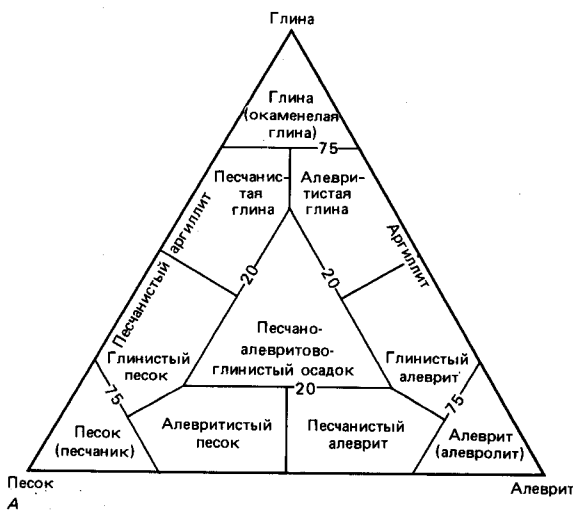 Глина
Глина
(окаменелая
глина)
75
Песчанис-
тая
глина
Алеври-
тистая
глина
Песчанистый аргиллит
Аргиллит
20
20
Песчано-
алевритово-
глинистый осадок
20
Глинистый
песок
Глинистый
алеврит
75
75
Песок
(песчаник)
Алевритистый
песок
Песчанистый
алеврит
Алеврит
(алевролит)
Песок
Алеврит
А